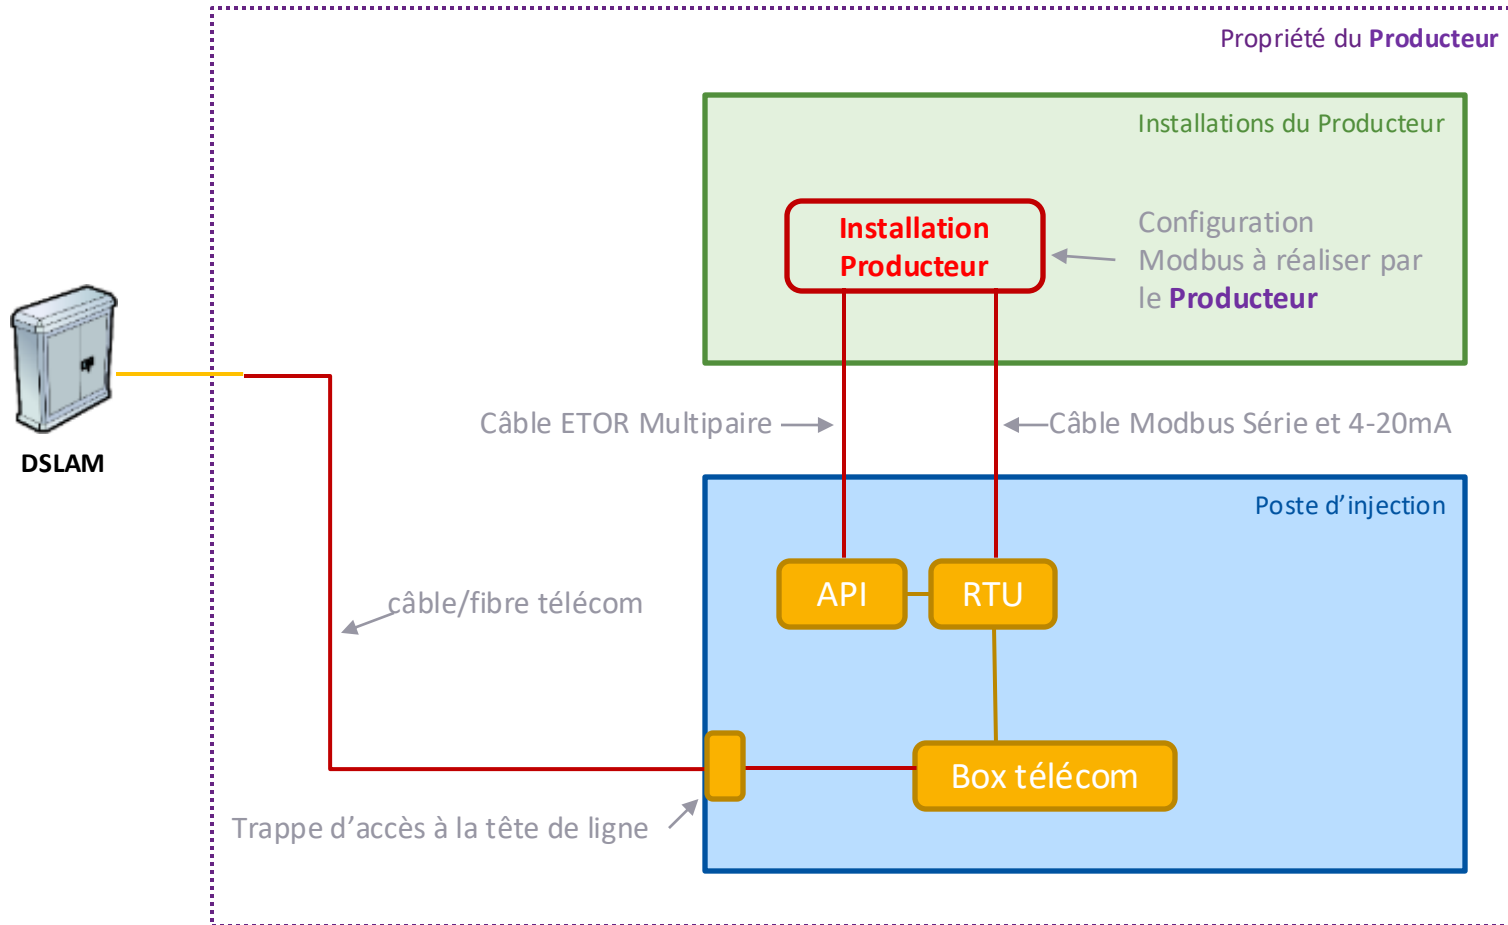 Propriété du Producteur
Installations du Producteur
Installation
Producteur
Configuration
Modbus à réaliser par
le Producteur
DSLAM
Câble ETOR Multipaire
Câble Modbus Série et 4-20mA
Poste d’injection
API
RTU
câble/fibre télécom
Box télécom
Trappe d’accès à la tête de ligne